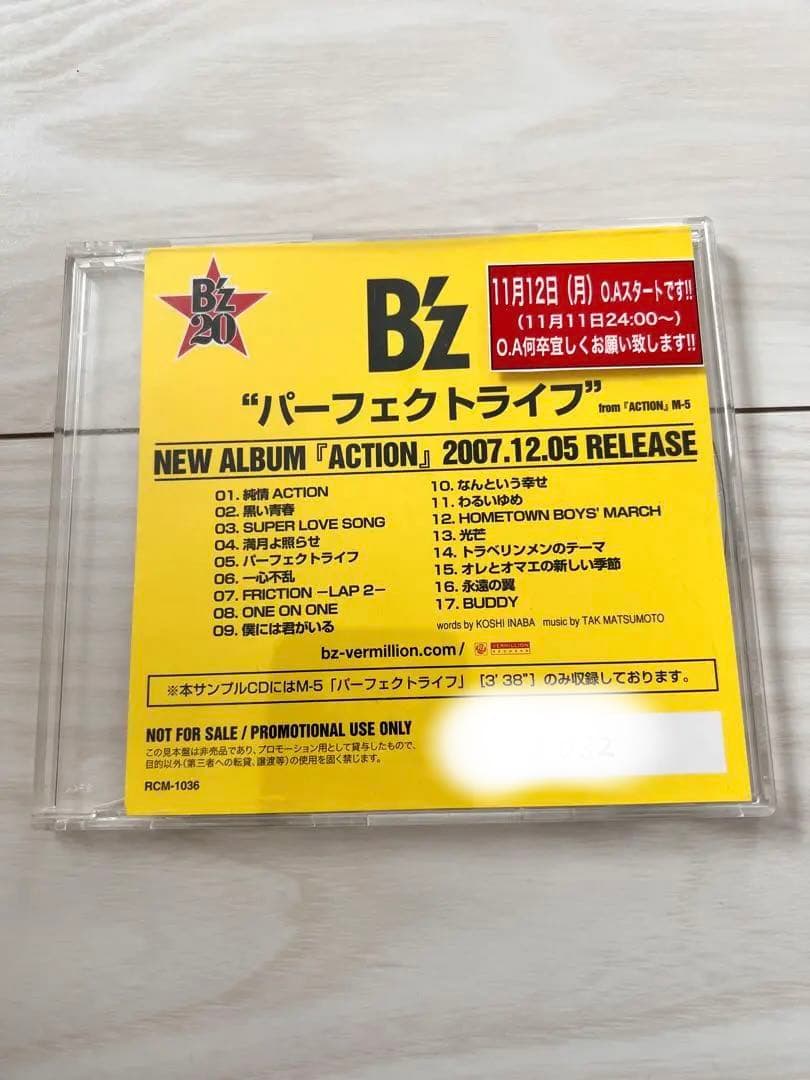 B'z
20
B'z
11月12日（月）O.Aスタートです!!
（11月11日24:00〜）
O.A何卒宜しくお願い致します!!
“パーフェクトライフ” from『ACTION』M-5
NEW ALBUM『ACTION』2007.12.05 RELEASE
01. 純情ACTION
02. 黒い青春
03. SUPER LOVE SONG
04. 満月よ照らせ
05. パーフェクトライフ
06. 一心不乱
07. FRICTION −LAP 2−
08. ONE ON ONE
09. 僕には君がいる
10. なんという幸せ
11. わるいゆめ
12. HOMETOWN BOYS' MARCH
13. 光芒
14. トラベリンメンのテーマ
15. オレとオマエの新しい季節
16. 永遠の翼
17. BUDDY
words by KOSHI INABA music by TAK MATSUMOTO
bz-vermillion.com/ VERMILLION RECORDS
※本サンプルCDにはM-5「パーフェクトライフ」［3' 38"］のみ収録しております。
NOT FOR SALE / PROMOTIONAL USE ONLY
この見本盤は非売品であり、プロモーション用として貸与したもので、
目的以外（第三者への転貸、譲渡等）の使用を固く禁じます。
RCM-1036